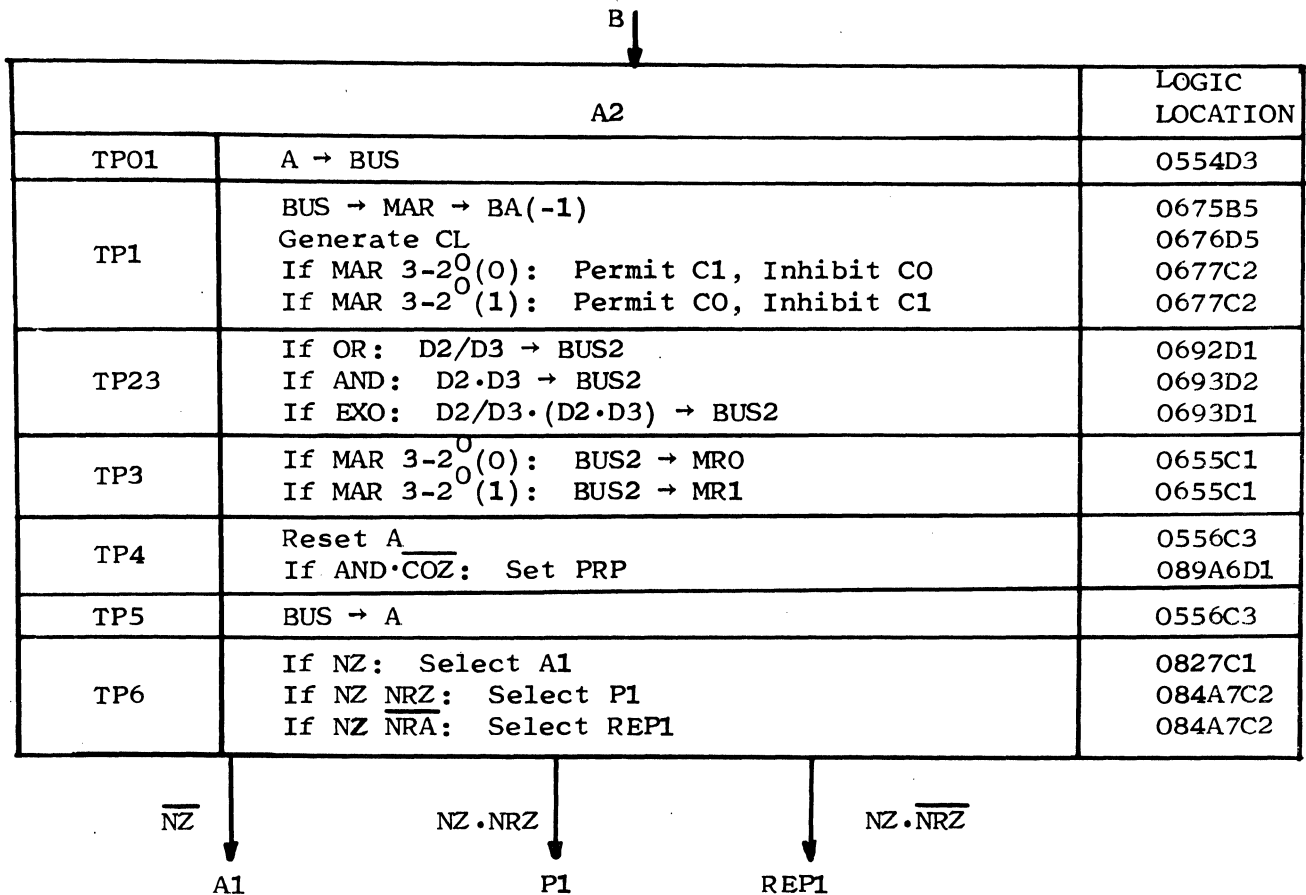 B
A2
LOGIC
LOCATION
TP01 A → BUS 0554D3
TP1
BUS → MAR → BA(-1) 0675B5
Generate CL 0676D5
If MAR 3-2⁰(0): Permit C1, Inhibit C0 0677C2
If MAR 3-2⁰(1): Permit C0, Inhibit C1 0677C2
TP23
If OR: D2/D3 → BUS2 0692D1
If AND: D2·D3 → BUS2 0693D2
If EXO: D2/D3·(D2·D3) → BUS2 0693D1
TP3
If MAR 3-2⁰(0): BUS2 → MR0 0655C1
If MAR 3-2⁰(1): BUS2 → MR1 0655C1
TP4
Reset A 0556C3
If AND·C̅O̅Z̅: Set PRP 089A6D1
TP5 BUS → A 0556C3
TP6
If NZ: Select A1 0827C1
If NZ NRZ: Select P1 084A7C2
If NZ N̅R̅A̅: Select REP1 084A7C2
N̅Z̅ NZ·NRZ NZ·N̅R̅Z̅
A1 P1 REP1